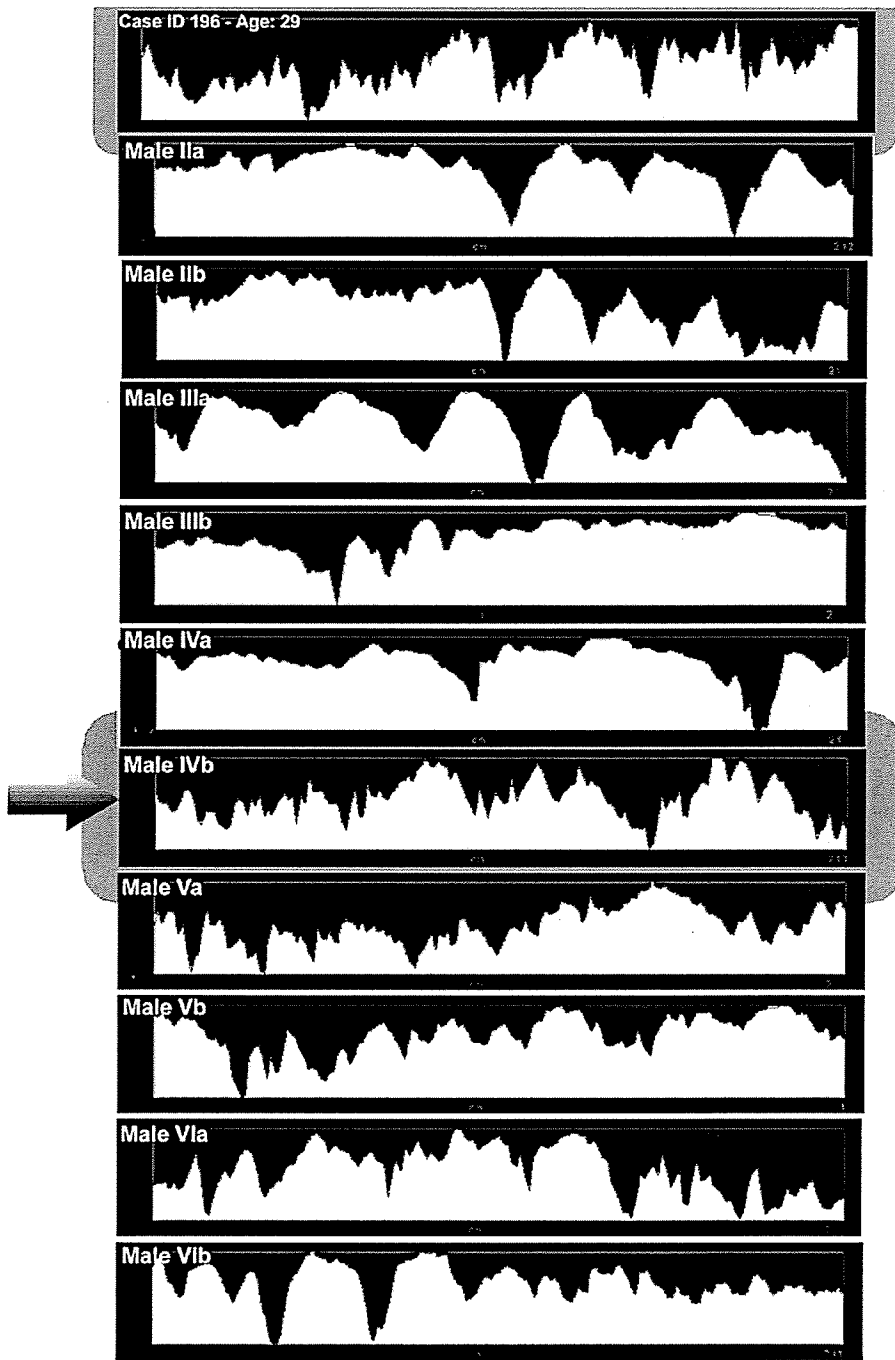 Case ID 196 - Age: 29
Male IIa
Male IIb
Male IIIa
Male IIIb
Male IVa
Male IVb
Male Va
Male Vb
Male VIa
Male VIb